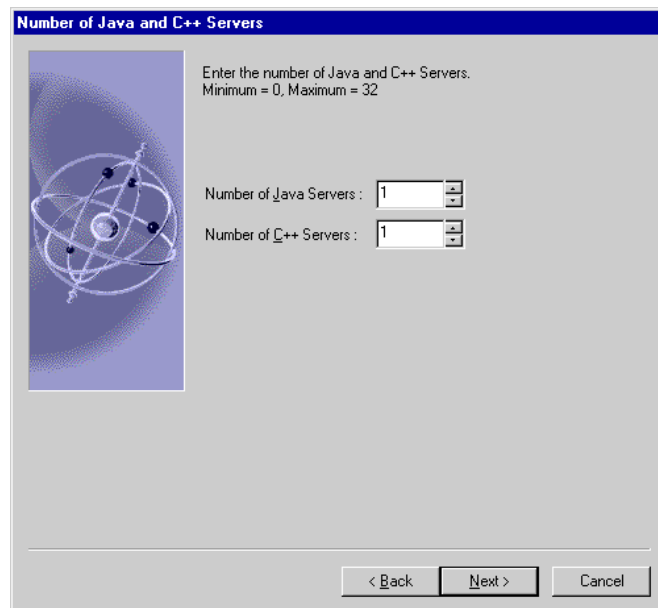 Number of Java and C++ Servers
Enter the number of Java and C++ Servers.
Minimum = 0, Maximum = 32
Number of Java Servers : 1
Number of C++ Servers : 1
< Back Next > Cancel